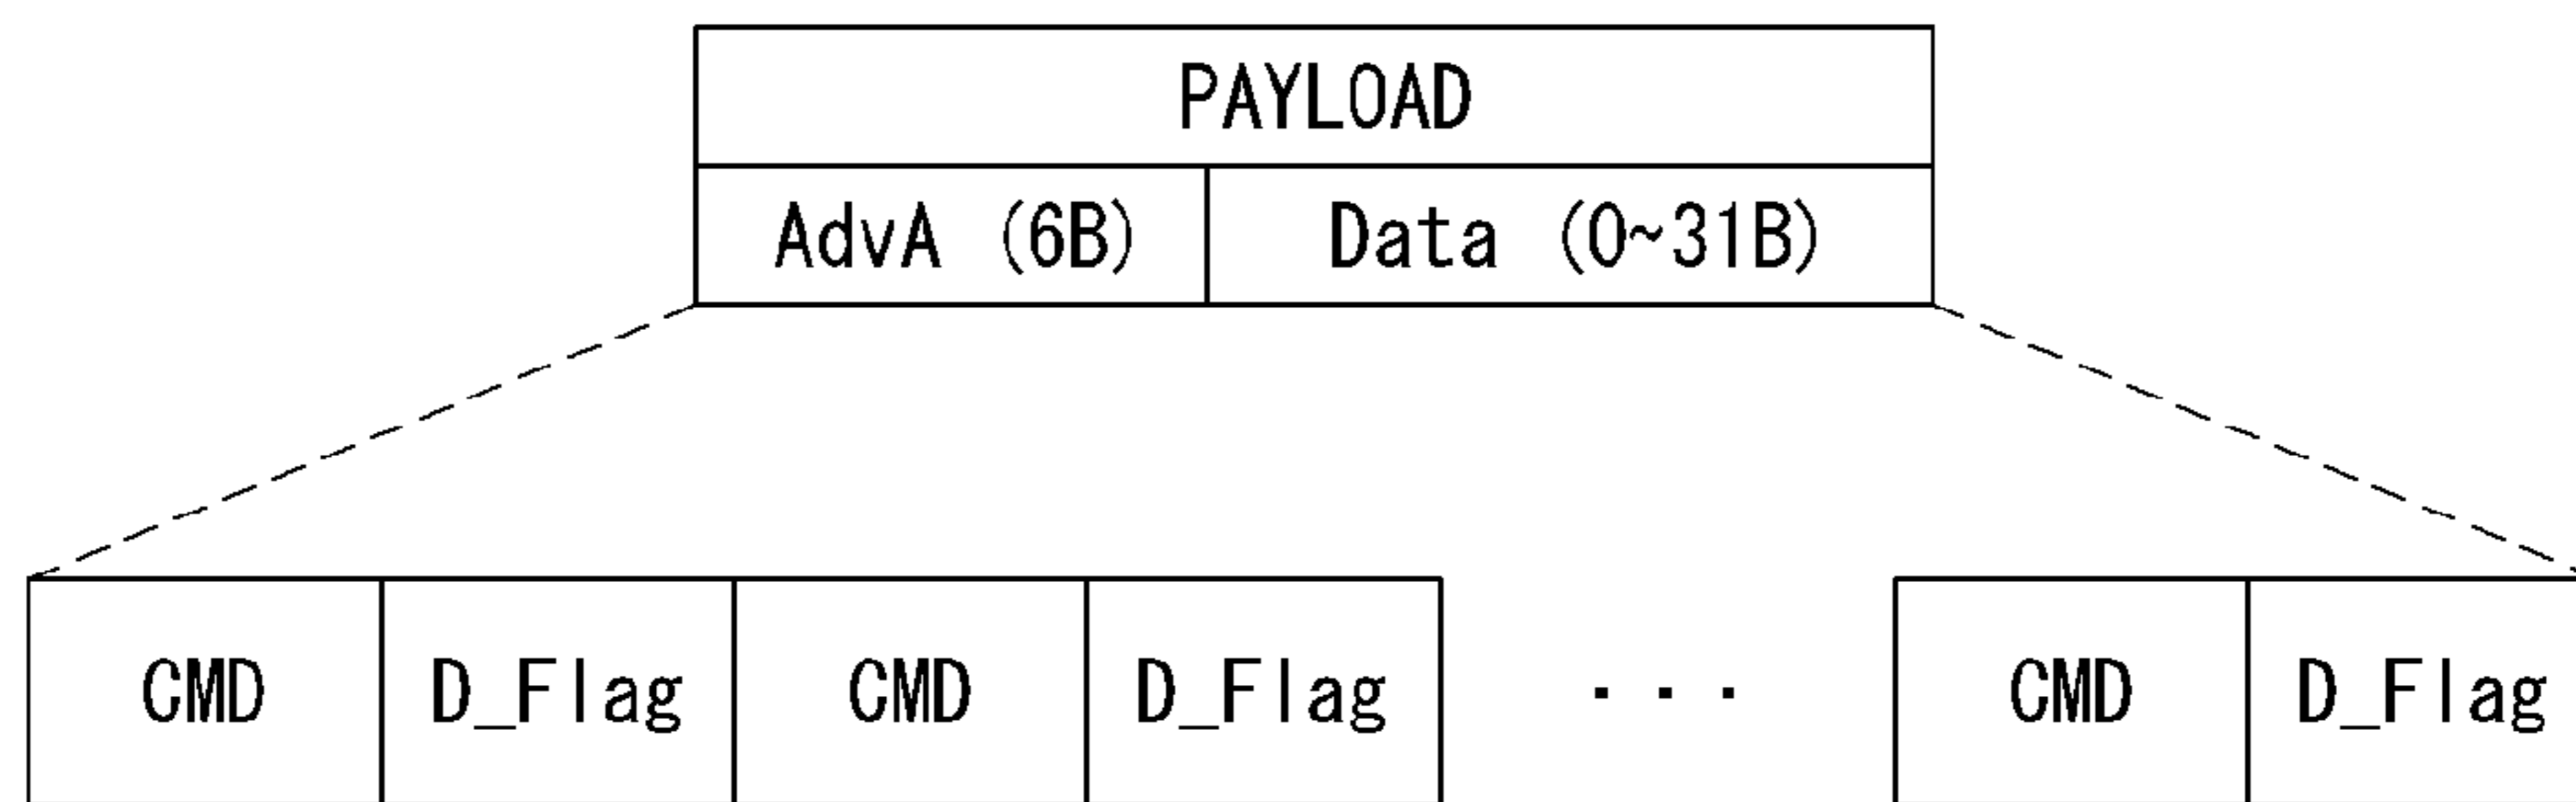 PAYLOAD
AdvA (6B) Data (0~31B)
CMD D_Flag CMD D_Flag ··· CMD D_Flag